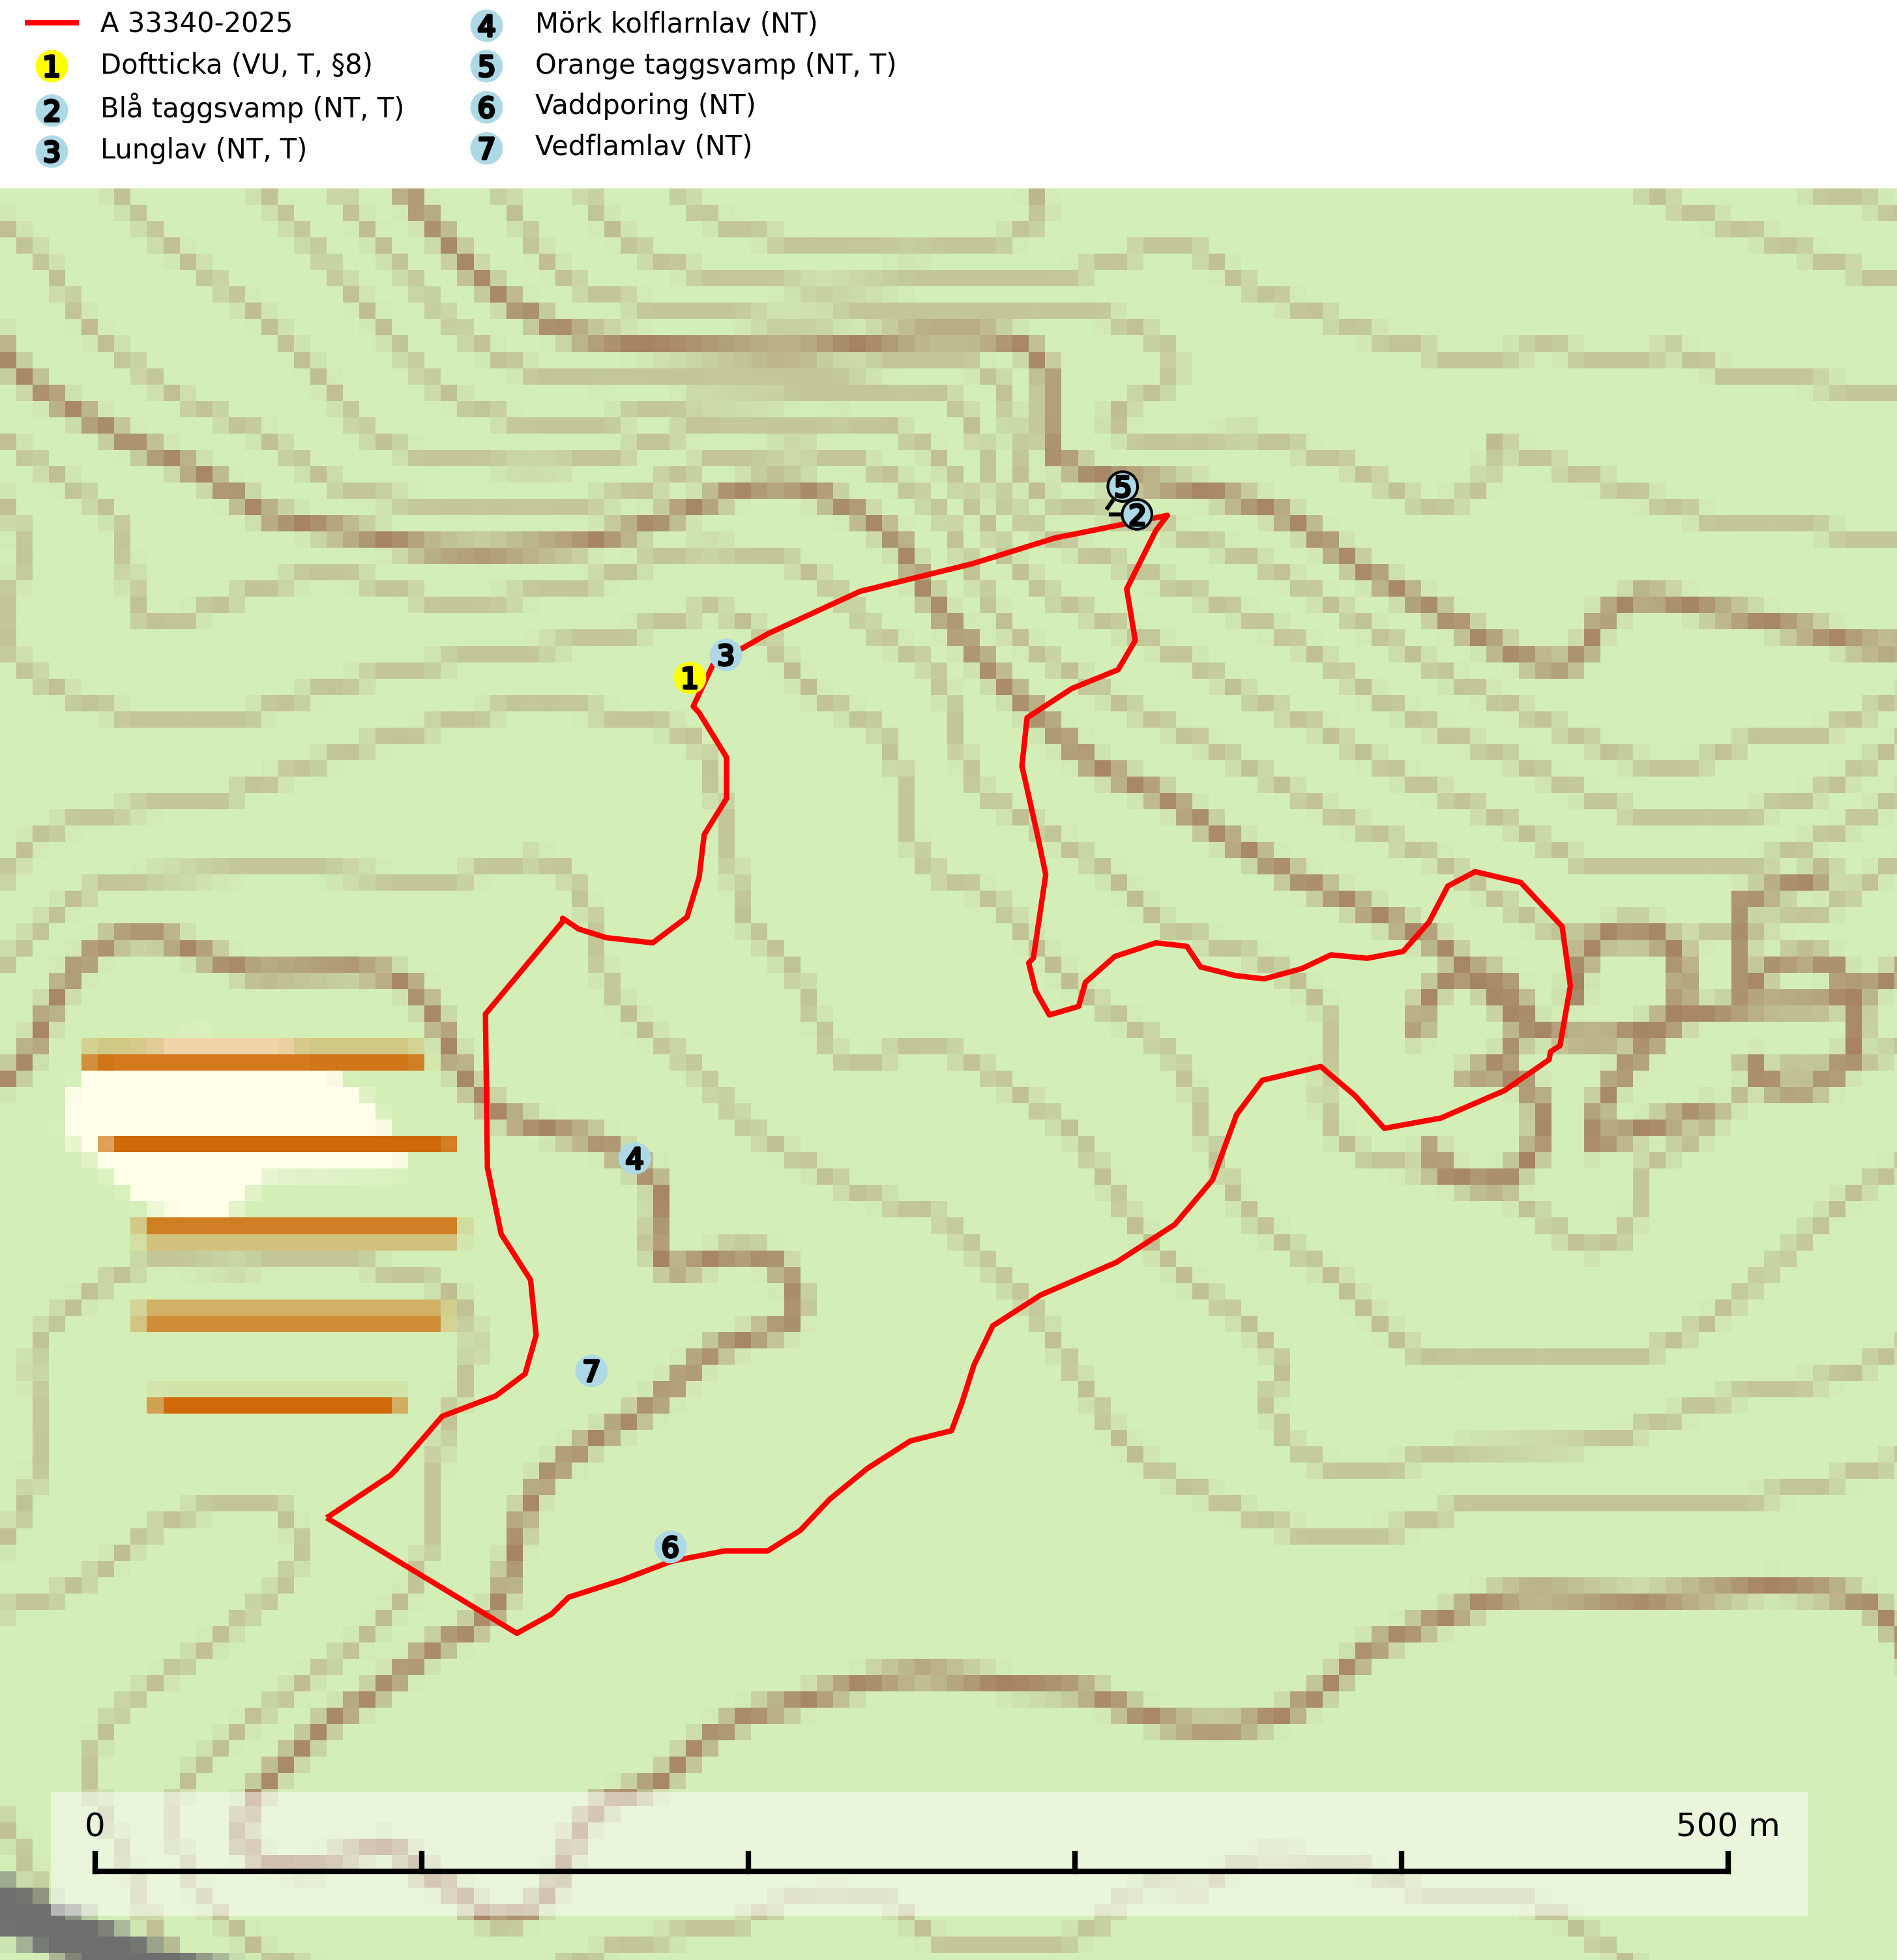 A 33340-2025
1 Doftticka (VU, T, §8)
2 Blå taggsvamp (NT, T)
3 Lunglav (NT, T)
4 Mörk kolflarnlav (NT)
5 Orange taggsvamp (NT, T)
6 Vaddporing (NT)
7 Vedflamlav (NT)
5
2
3
1
4
7
6
0 500 m